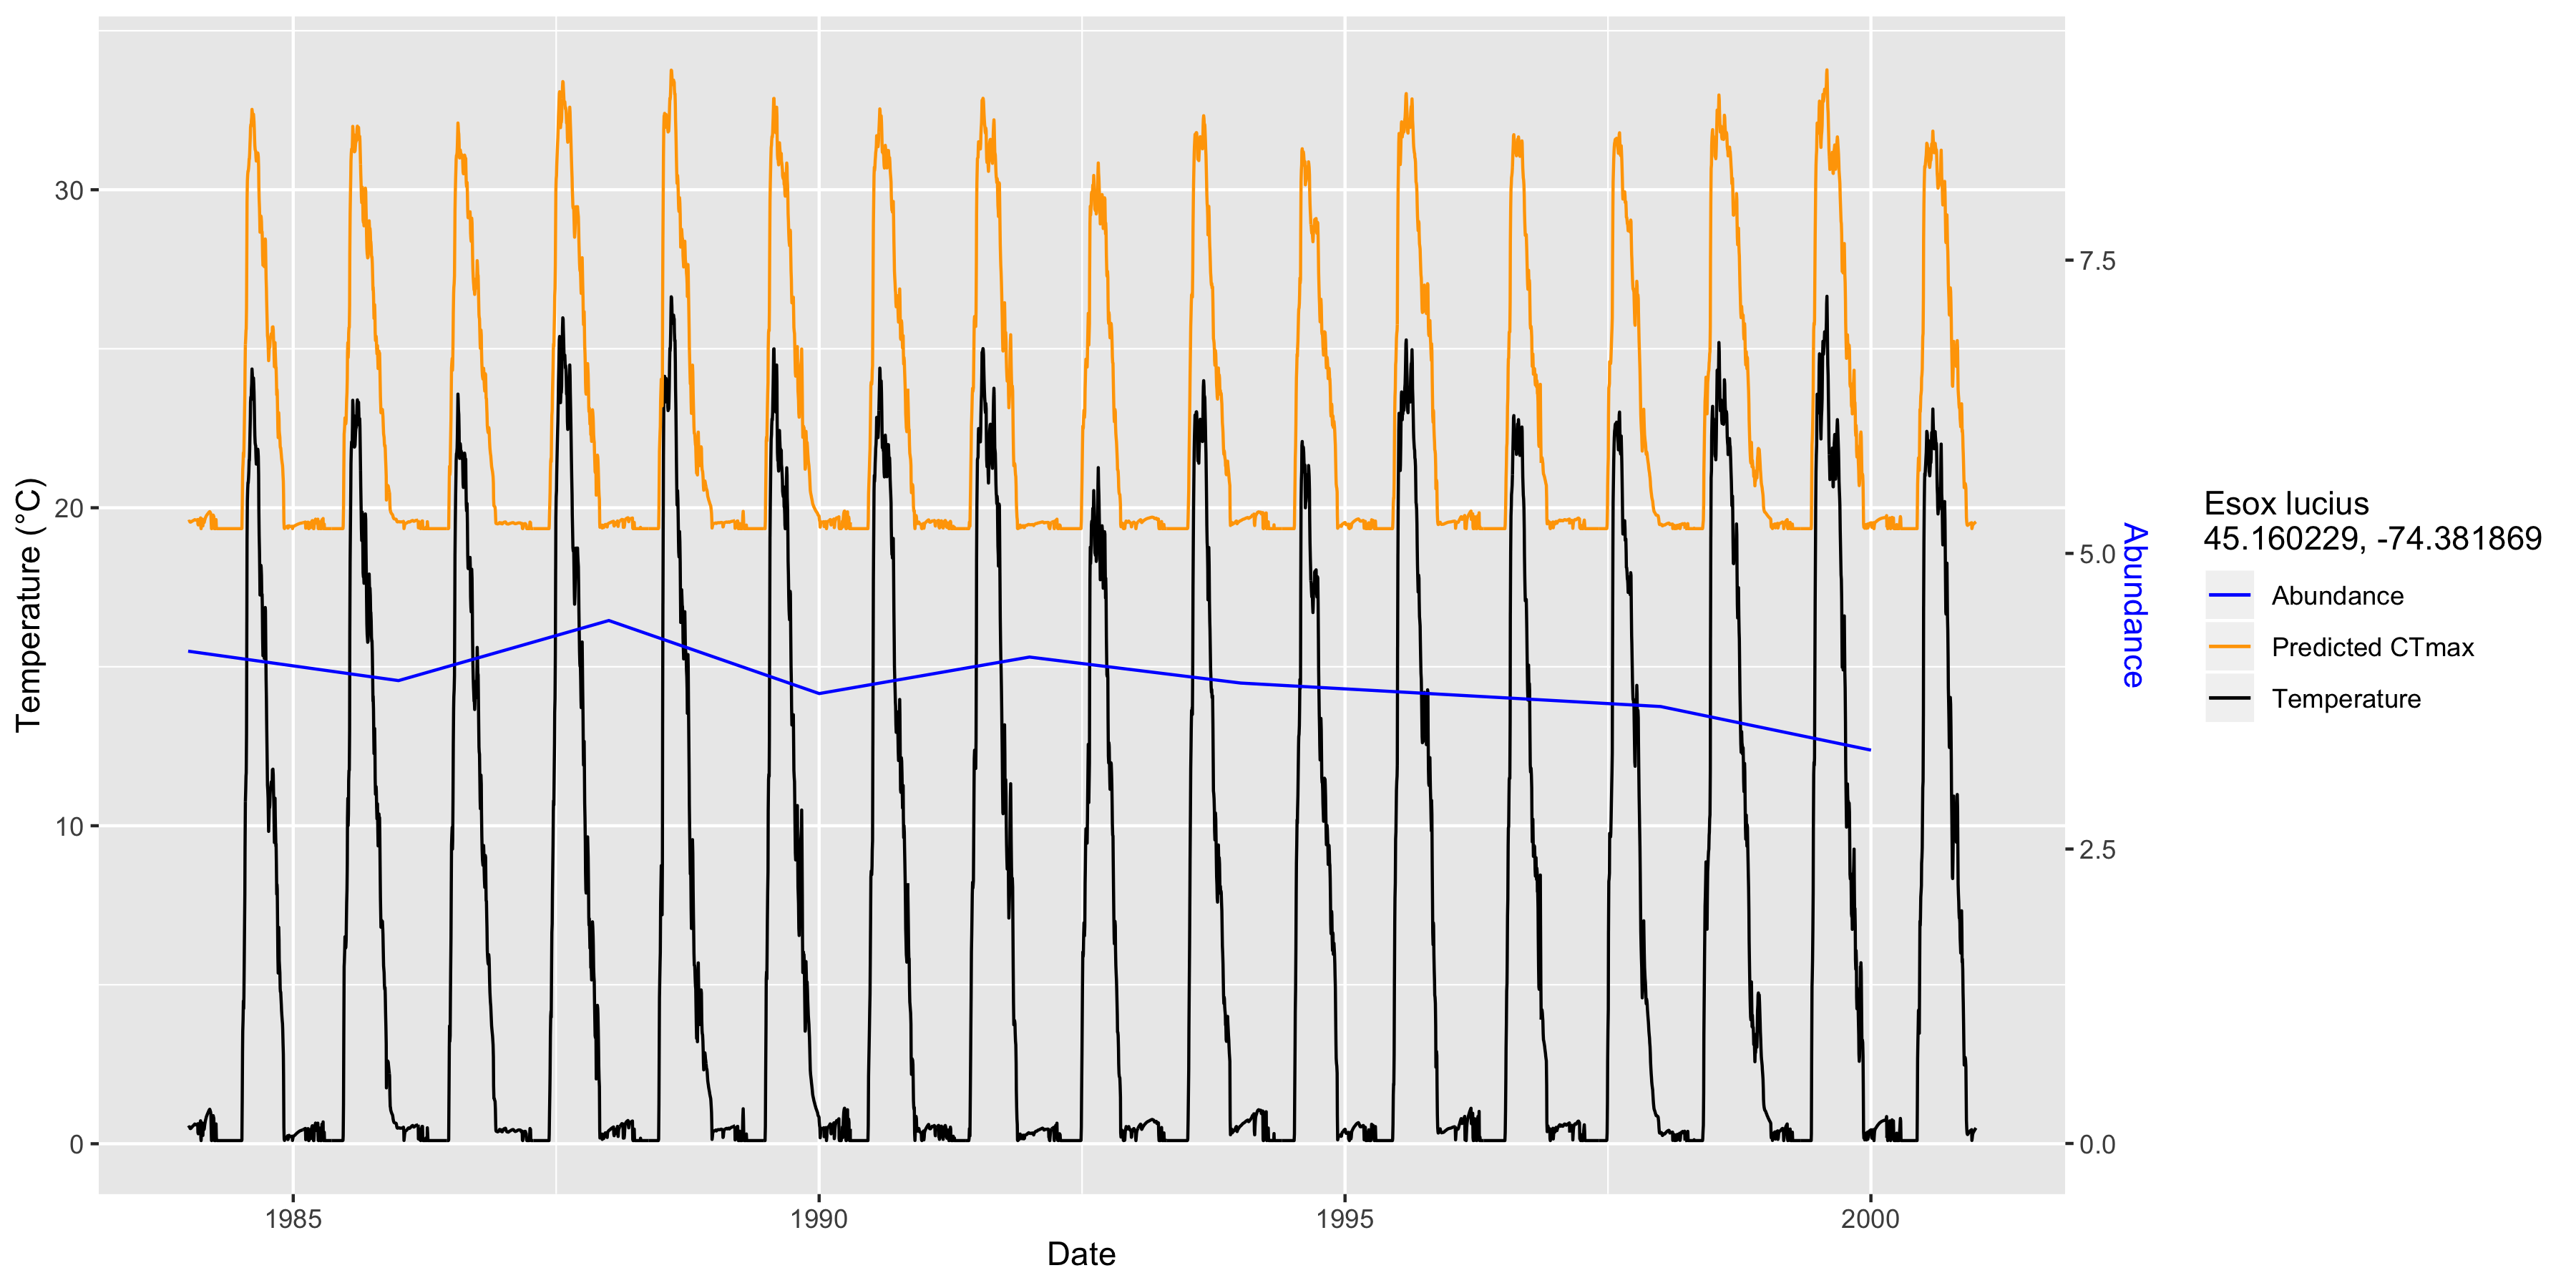 Temperature (°C)
30
20
10
0
1985
1990
1995
2000
Date
7.5
5.0
2.5
0.0
Abundance
Esox lucius
45.160229, -74.381869
Abundance
Predicted CTmax
Temperature